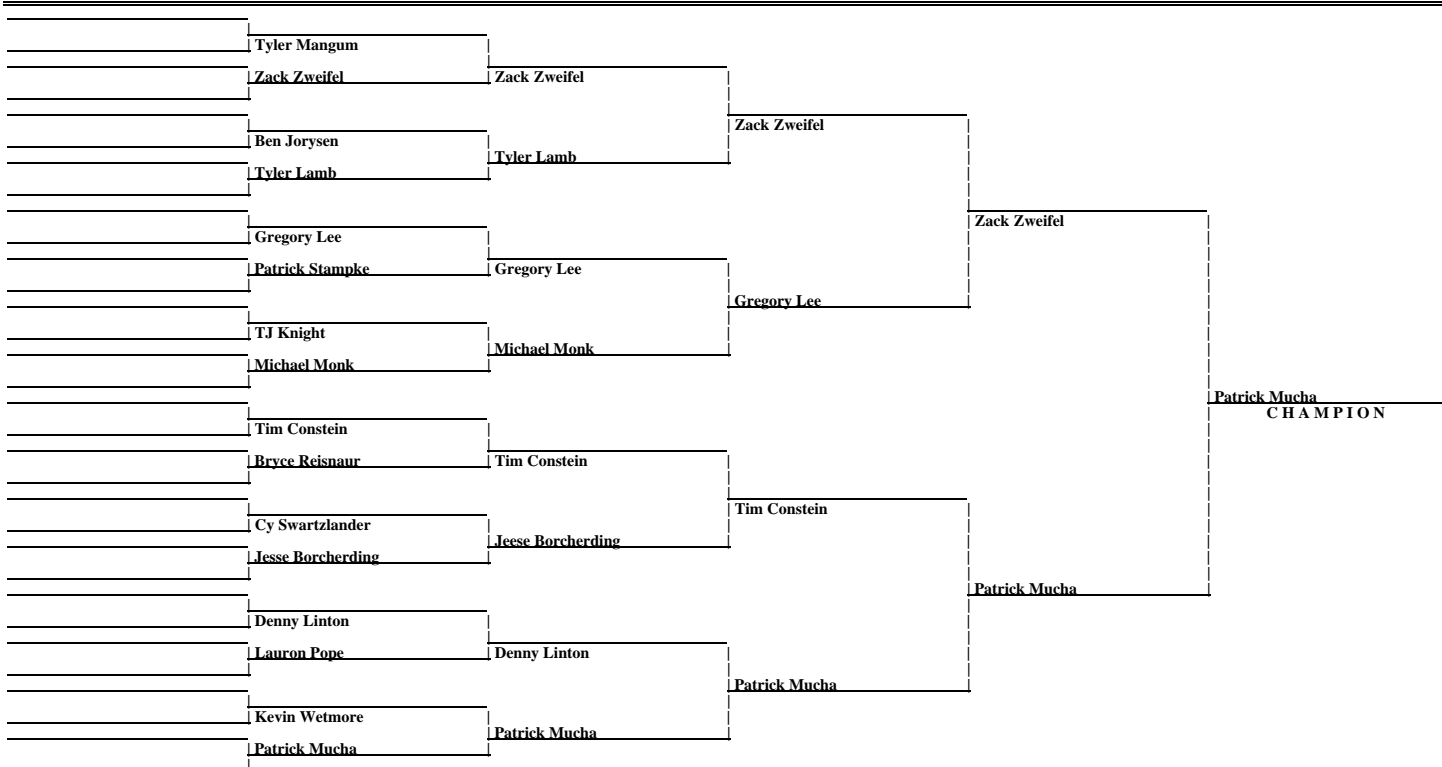 Tyler Mangum
Zack Zweifel
Zack Zweifel
Zack Zweifel
Ben Jorysen
Tyler Lamb
Tyler Lamb
Zack Zweifel
Gregory Lee
Patrick Stampke
Gregory Lee
Gregory Lee
TJ Knight
Michael Monk
Michael Monk
Patrick Mucha
C H A M P I O N
Tim Constein
Bryce Reisnaur
Tim Constein
Tim Constein
Cy Swartzlander
Jeese Borcherding
Jesse Borcherding
Patrick Mucha
Denny Linton
Lauron Pope
Denny Linton
Patrick Mucha
Kevin Wetmore
Patrick Mucha
Patrick Mucha